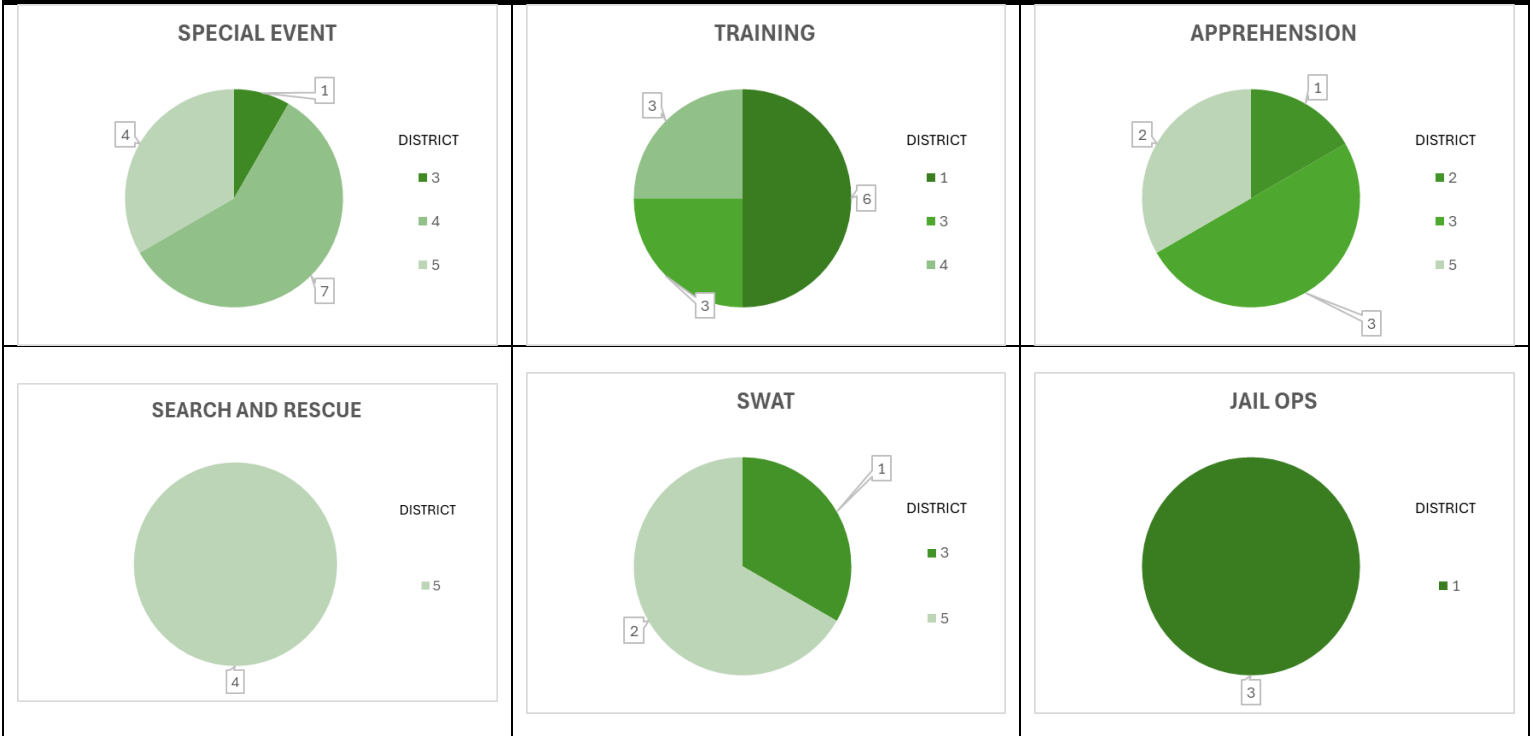 SPECIAL EVENT
1
4
7
DISTRICT
3
4
5
TRAINING
3
6
3
DISTRICT
1
3
4
APPREHENSION
1
2
3
DISTRICT
2
3
5
SEARCH AND RESCUE
4
DISTRICT
5
SWAT
1
2
DISTRICT
3
5
JAIL OPS
3
DISTRICT
1